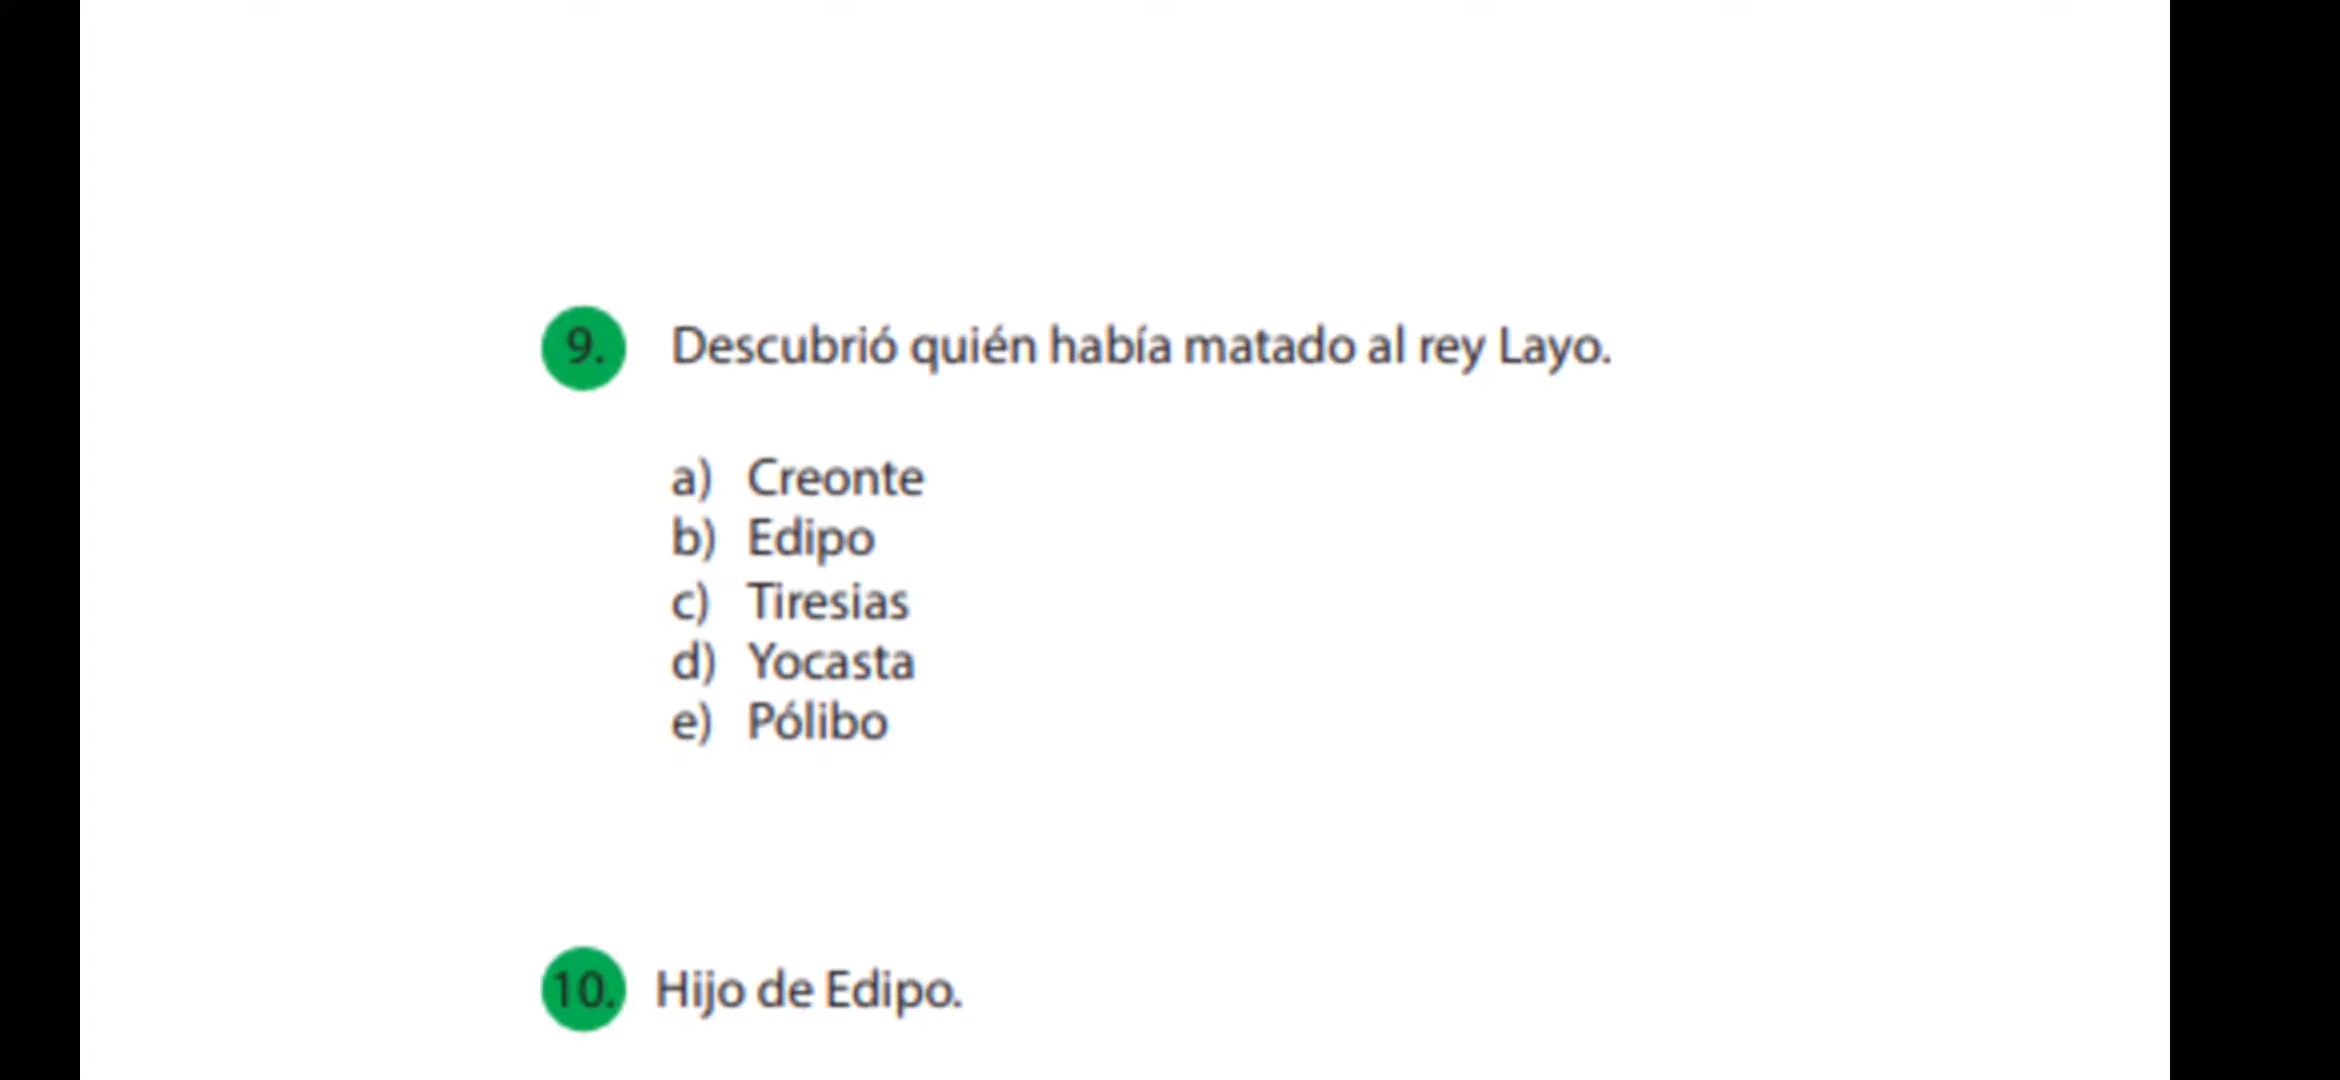 9. Descubrió quién había matado al rey Layo.
a) Creonte
b) Edipo
c) Tiresias
d) Yocasta
e) Pólibo
10. Hijo de Edipo.